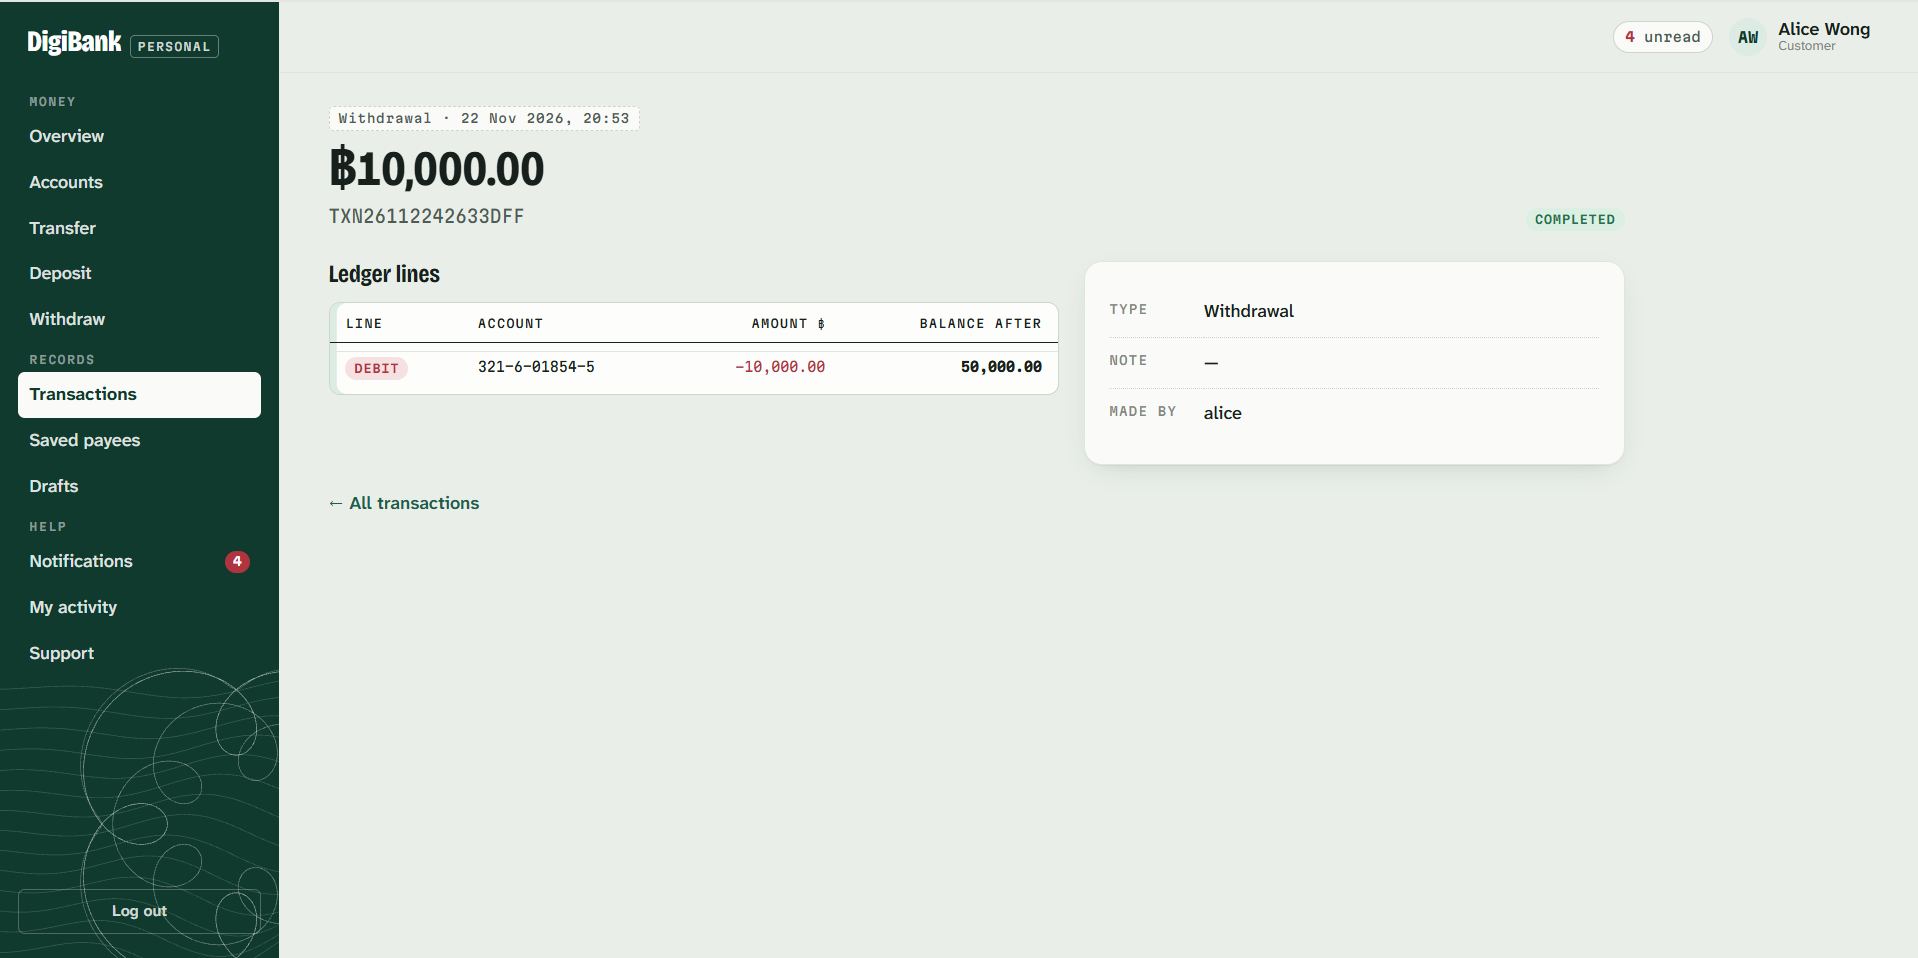 DigiBank PERSONAL
MONEY
Overview
Accounts
Transfer
Deposit
Withdraw
RECORDS
Transactions
Saved payees
Drafts
HELP
Notifications 4
My activity
Support
Log out
4 unread
AW
Alice Wong
Customer
Withdrawal · 22 Nov 2026, 20:53
฿10,000.00
TXN26112242633DFF
COMPLETED
Ledger lines
LINE ACCOUNT AMOUNT ฿ BALANCE AFTER
DEBIT 321-6-01854-5 −10,000.00 50,000.00
TYPE Withdrawal
NOTE —
MADE BY alice
← All transactions